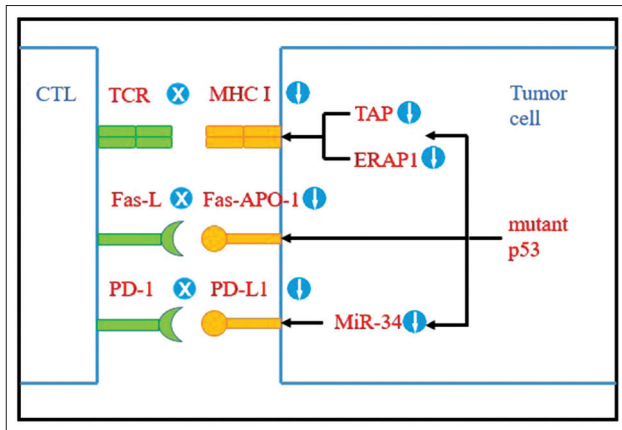 CTL
TCR
MHC I
Tumor
cell
TAP
ERAP1
Fas-L
Fas-APO-1
mutant
p53
PD-1
PD-L1
MiR-34